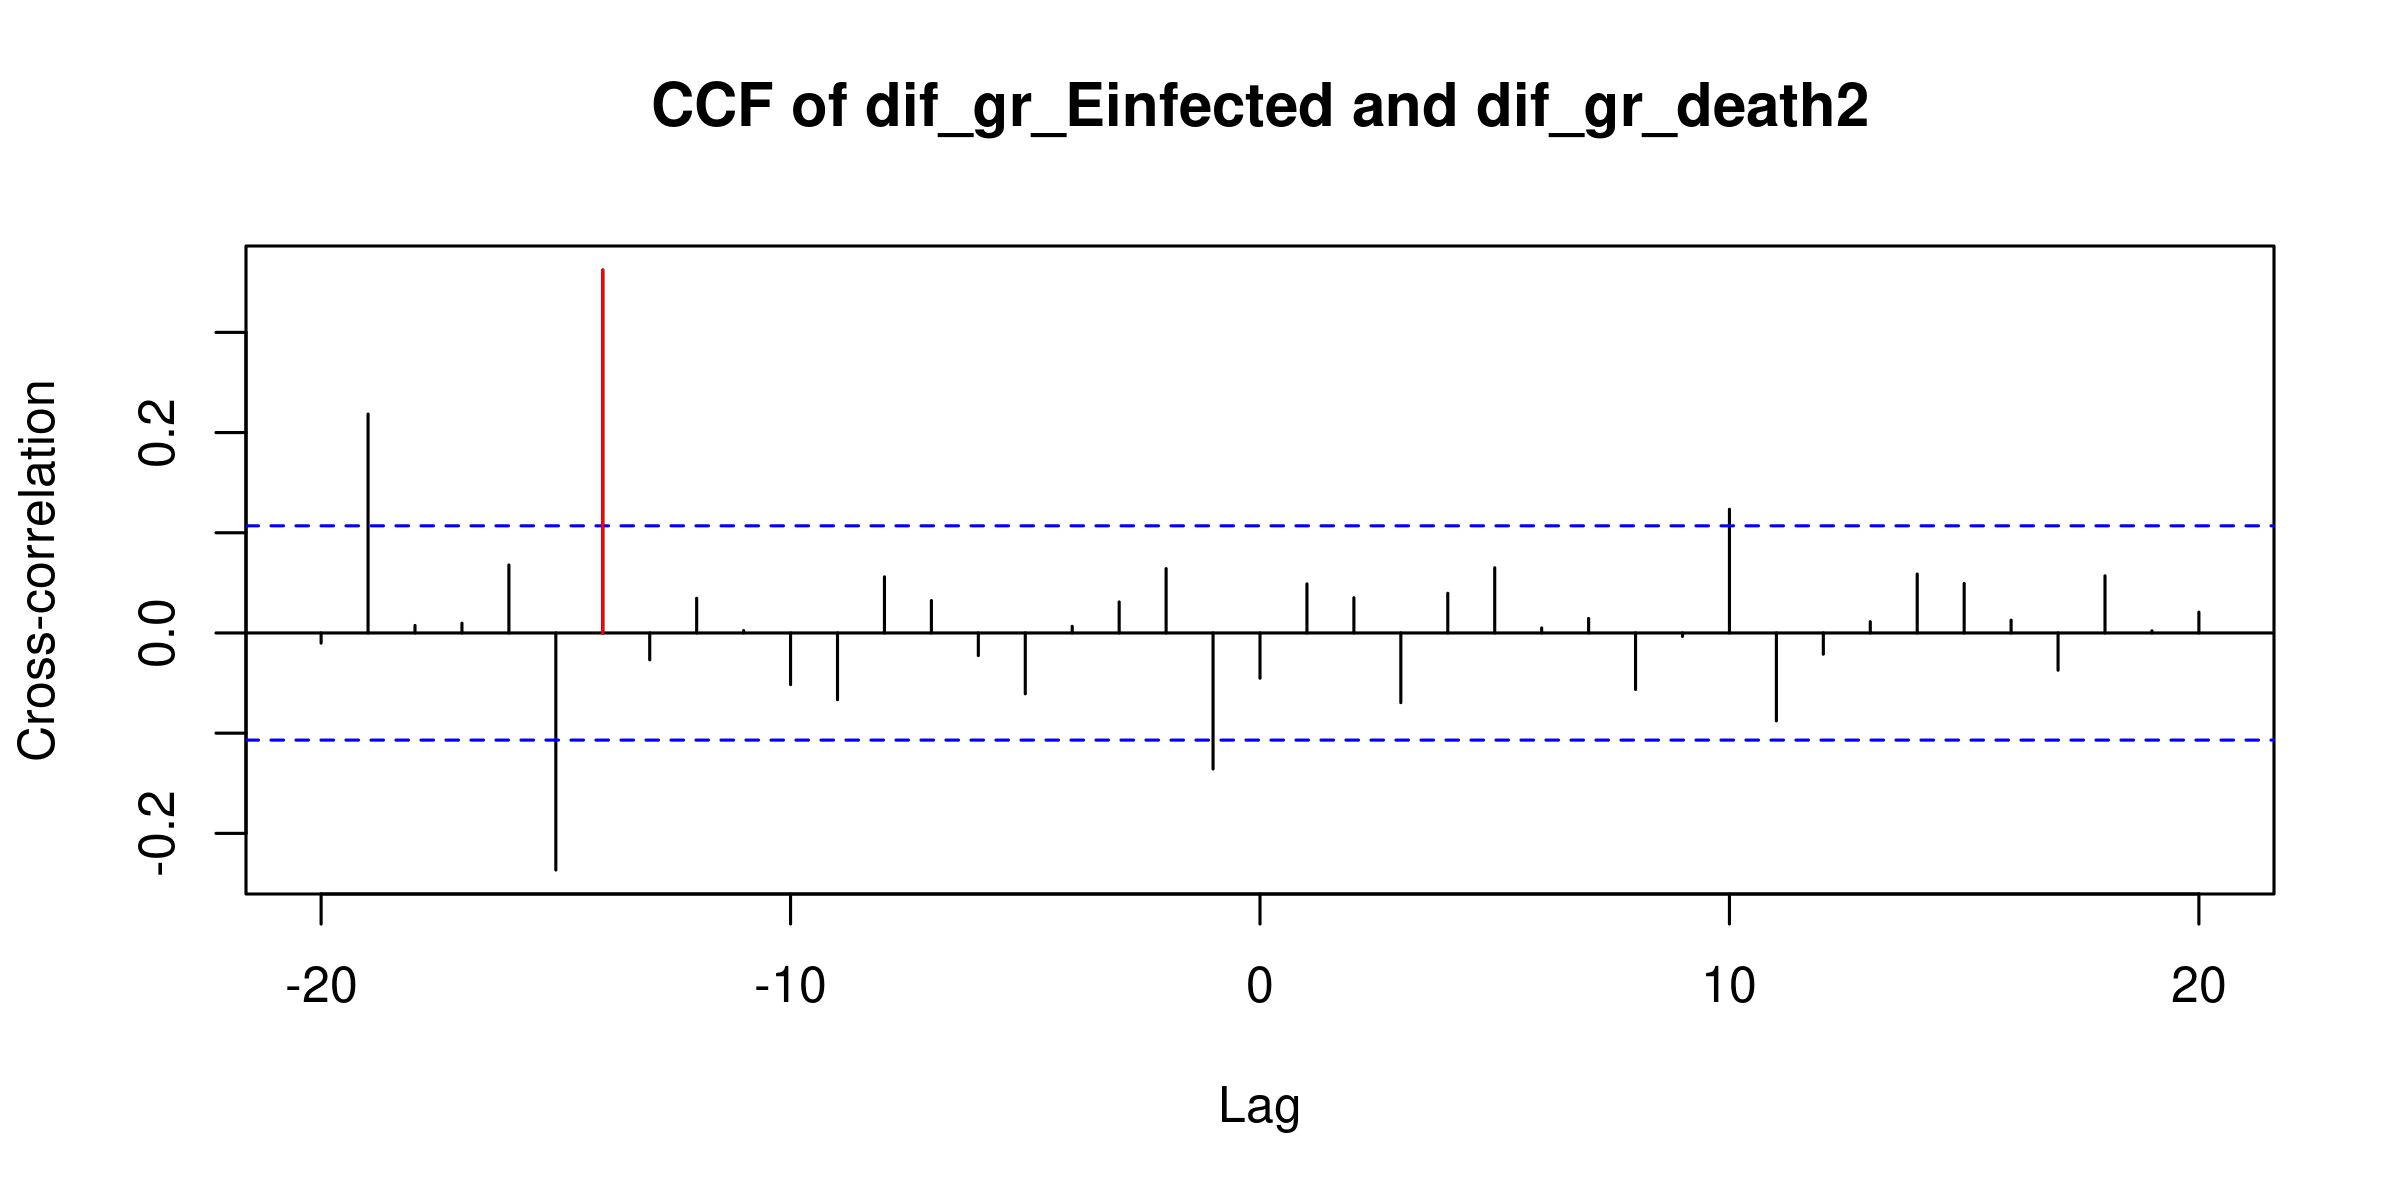 CCF of dif_gr_Einfected and dif_gr_death2
Cross-correlation
0.2
0.0
-0.2
-20 -10 0 10 20
Lag